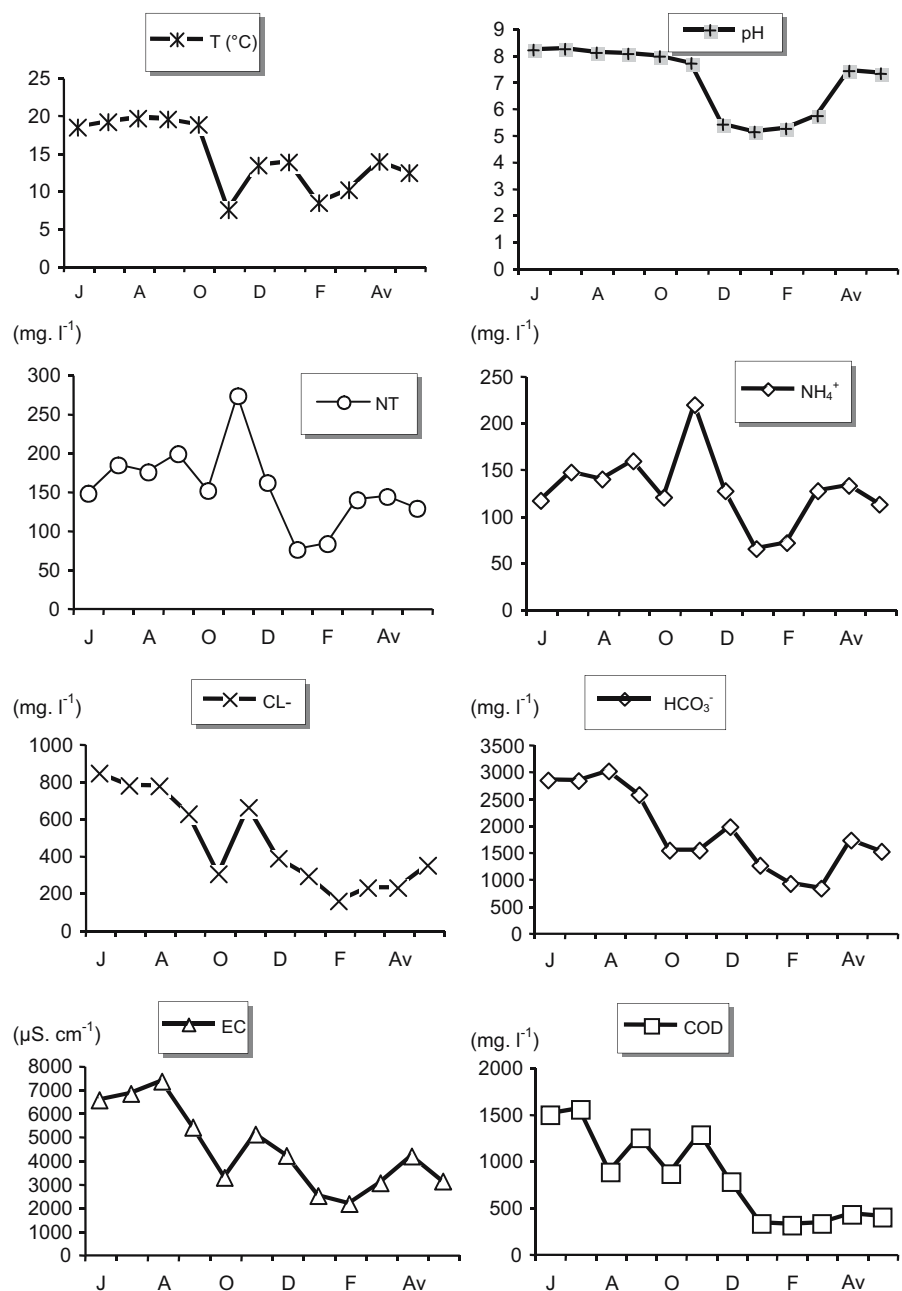 T (°C)
25
20
15
10
5
0
J A O D F Av
pH
9
8
7
6
5
4
3
2
1
0
J A O D F Av
(mg. l-1)
NT
300
250
200
150
100
50
0
J A O D F Av
(mg. l-1)
NH4+
250
200
150
100
50
0
J A O D F Av
(mg. l-1)
CL-
1000
800
600
400
200
0
J A O D F Av
(mg. l-1)
HCO3-
3500
3000
2500
2000
1500
1000
500
0
J A O D F Av
(µS. cm-1)
EC
8000
7000
6000
5000
4000
3000
2000
1000
0
J A O D F Av
(mg. l-1)
COD
2000
1500
1000
500
0
J A O D F Av